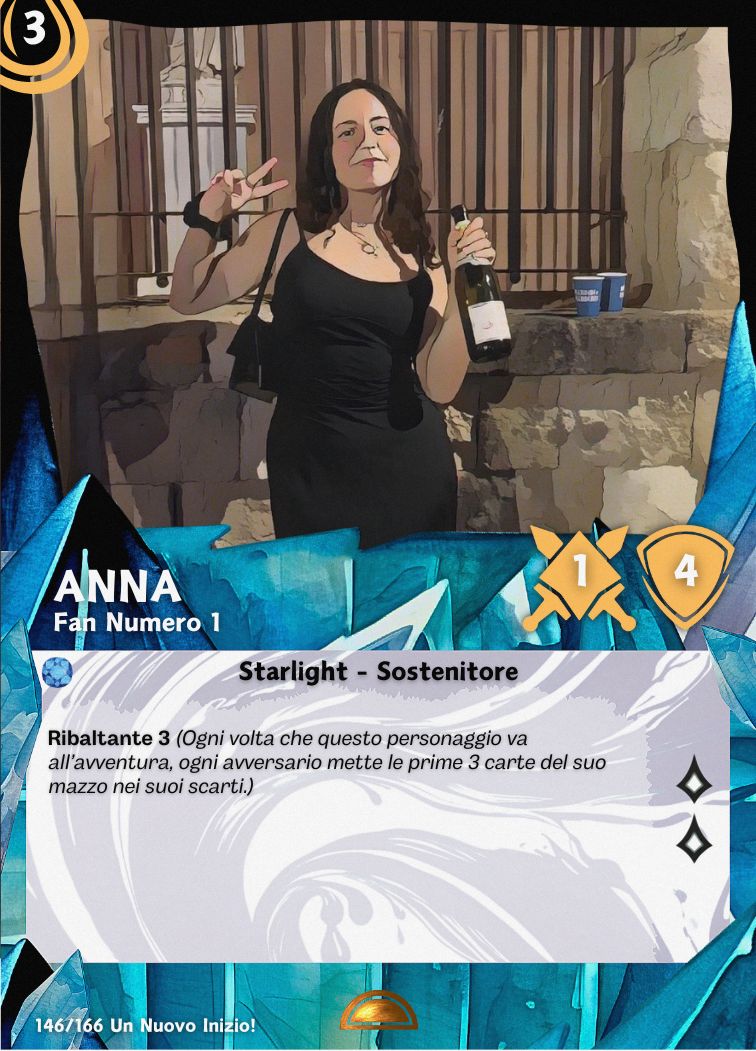 3
ANNA
Fan Numero 1
1
4
Starlight - Sostenitore
Ribaltante 3 (Ogni volta che questo personaggio va
all'avventura, ogni avversario mette le prime 3 carte del suo
mazzo nei suoi scarti.)
146/166 Un Nuovo Inizio!